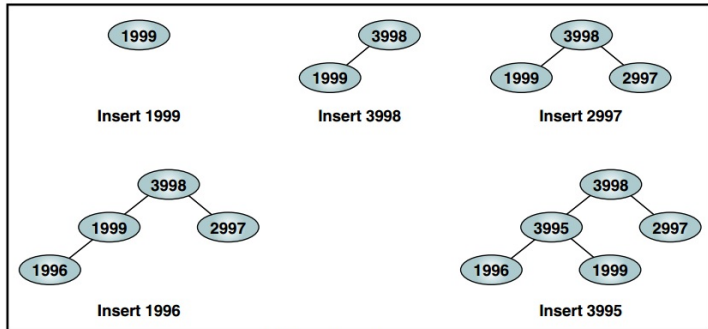 1999
3998
1999
3998
1999 2997
Insert 1999
Insert 3998
Insert 2997
3998
1999 2997
1996
3998
3995 2997
1996 1999
Insert 1996
Insert 3995